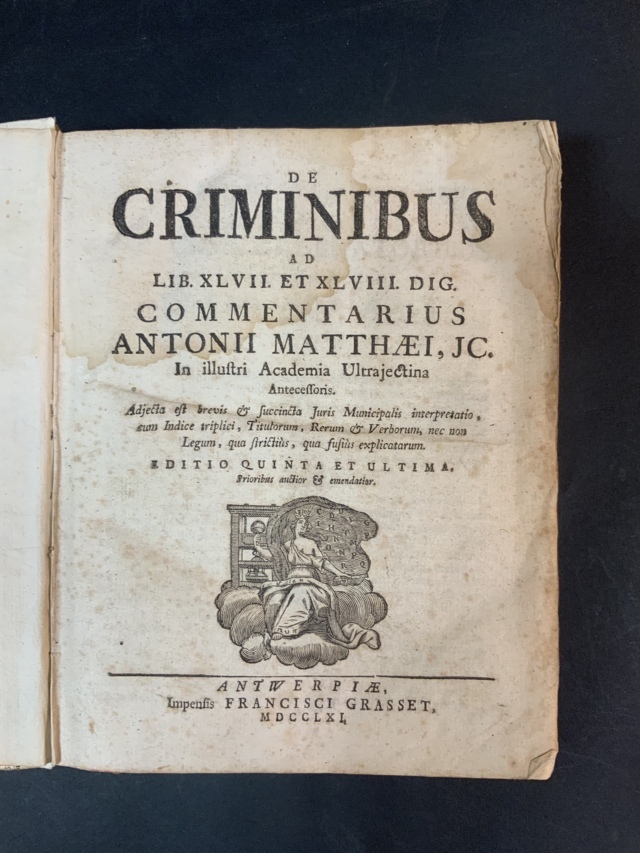 DE
CRIMINIBUS
AD
LIB. XLVII. ET XLVIII. DIG.
COMMENTARIUS
ANTONII MATTHÆI, JC.
In illuſtri Academia Ultrajectina
Anteceſſoris.
Adjecta eſt brevis & ſuccincta Juris Municipalis interpretatio,
cum Indice triplici, Titulorum, Rerum & Verborum, nec non
Legum, qua ſtrictiùs, qua fuſiùs explicatarum.
EDITIO QUINTA ET ULTIMA,
Prioribus auctior & emendatior.
ANTWERPIÆ,
Impenſis FRANCISCI GRASSET,
MDCCLXI.